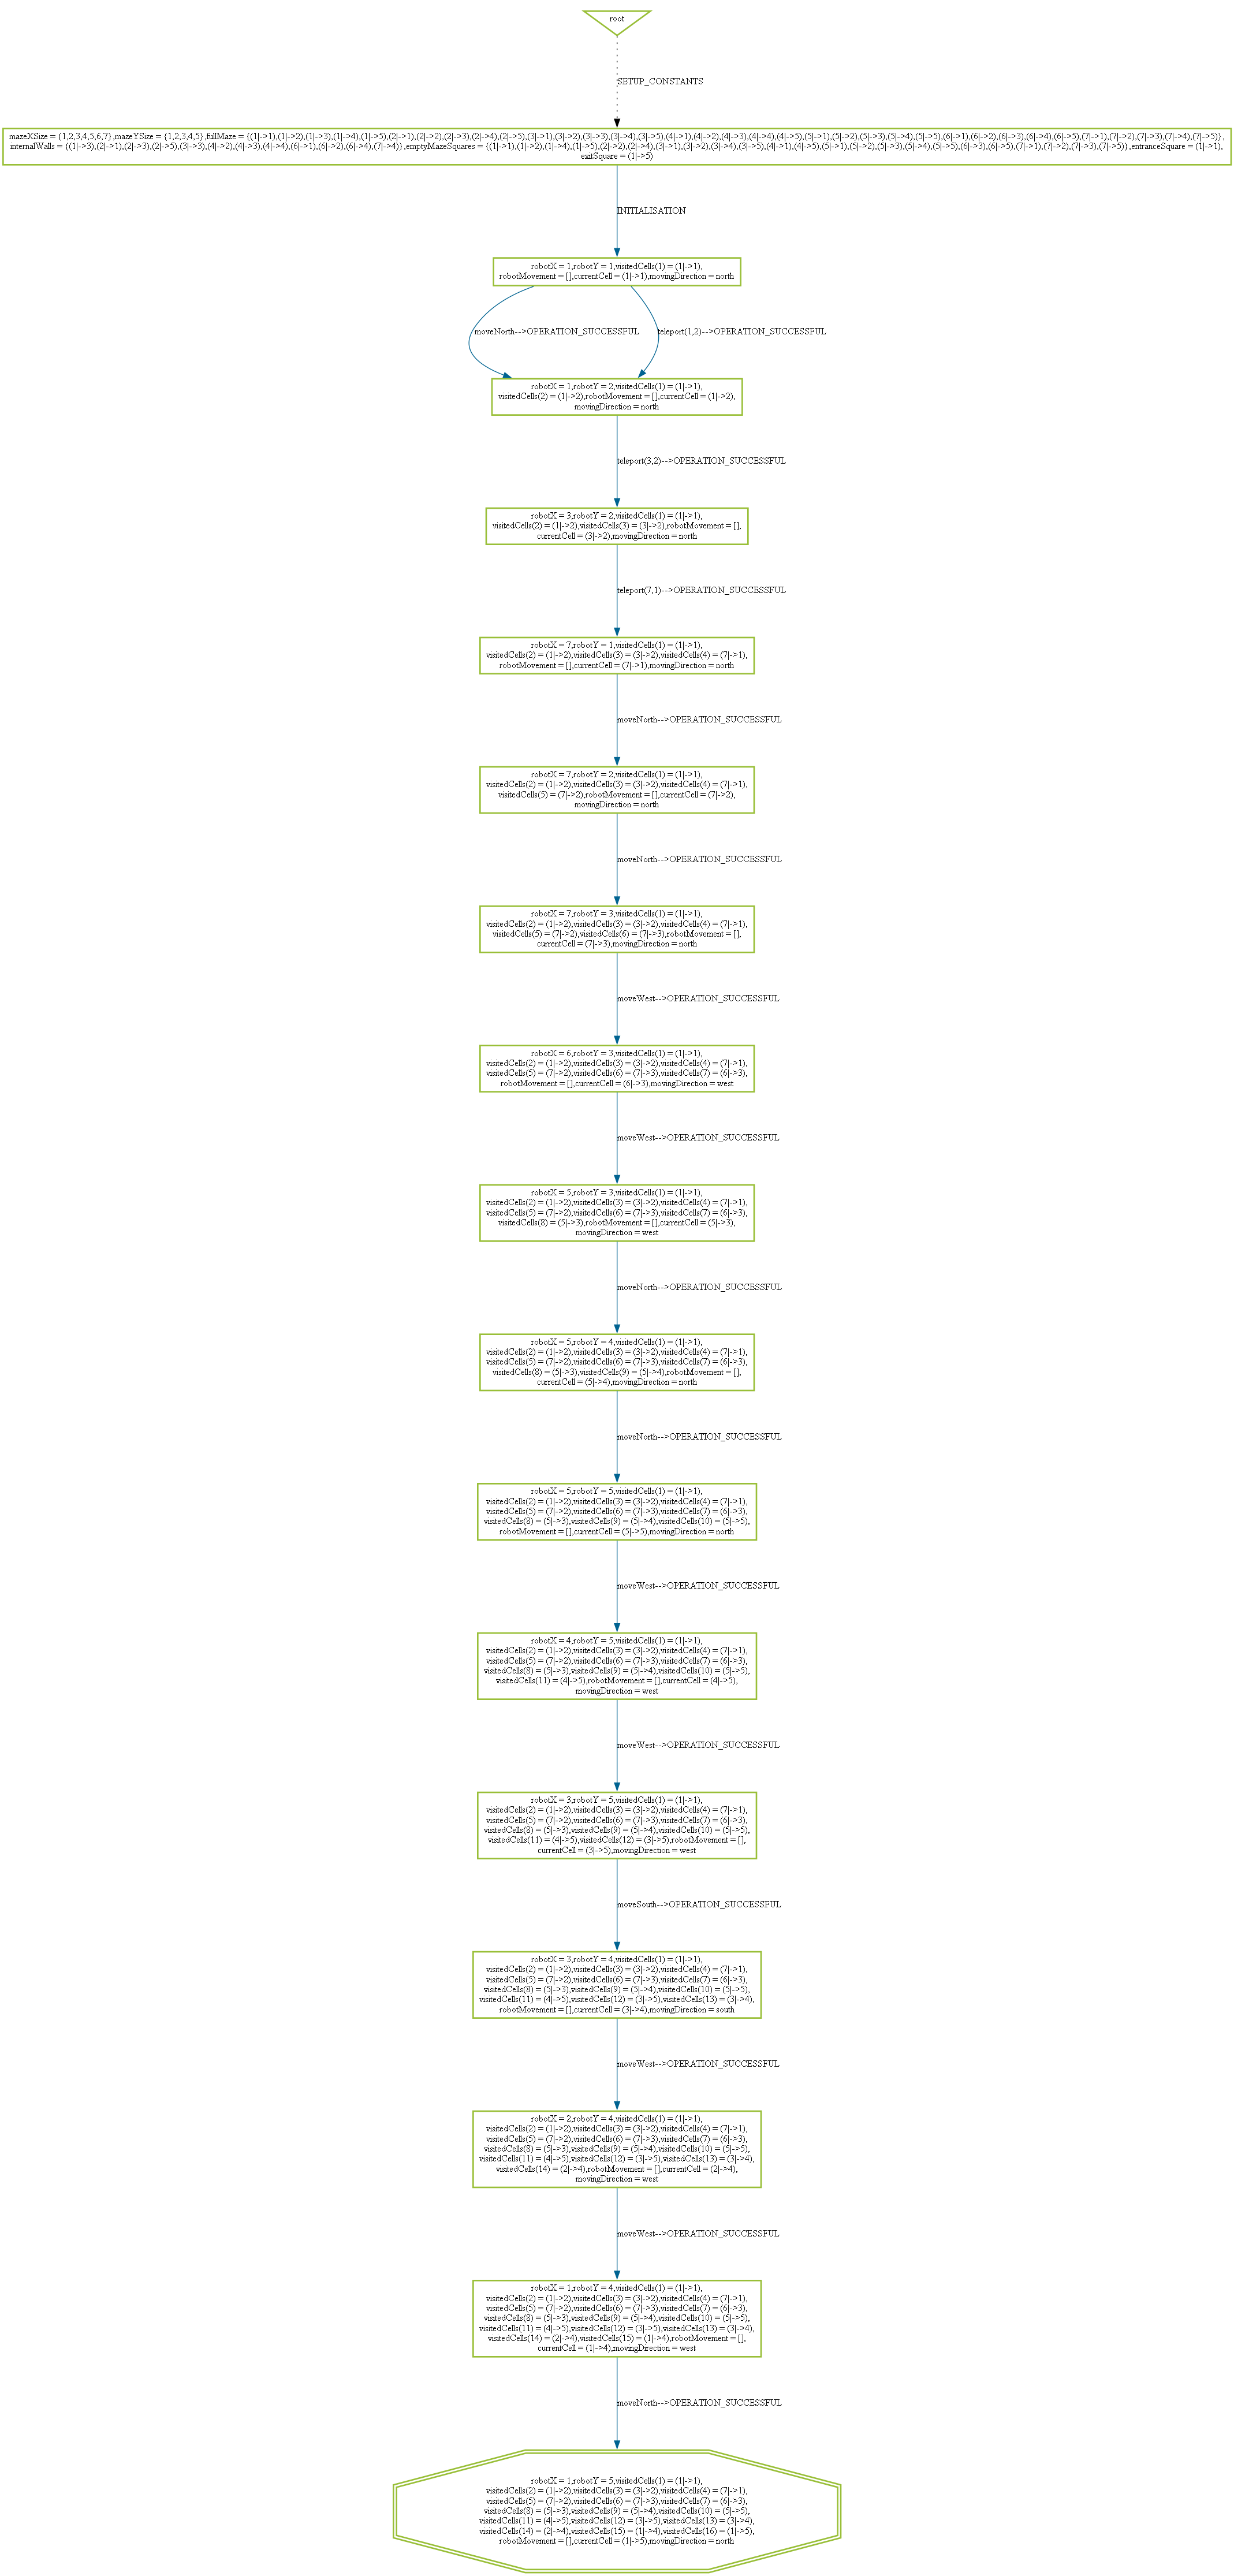 root
SETUP_CONSTANTS
mazeXSize = {1,2,3,4,5,6,7},mazeYSize = {1,2,3,4,5},fullMaze = {(1|->1),(1|->2),(1|->3),(1|->4),(1|->5),(2|->1),(2|->2),(2|->3),(2|->4),(2|->5),(3|->1),(3|->2),(3|->3),(3|->4),(3|->5),(4|->1),(4|->2),(4|->3),(4|->4),(4|->5),(5|->1),(5|->2),(5|->3),(5|->4),(5|->5),(6|->1),(6|->2),(6|->3),(6|->4),(6|->5),(7|->1),(7|->2),(7|->3),(7|->4),(7|->5)},
internalWalls = {(1|->3),(2|->1),(2|->3),(2|->5),(3|->3),(4|->2),(4|->3),(4|->4),(6|->1),(6|->2),(6|->4),(7|->4)},emptyMazeSquares = {(1|->1),(1|->2),(1|->4),(1|->5),(2|->2),(2|->4),(3|->1),(3|->2),(3|->4),(3|->5),(4|->1),(4|->5),(5|->1),(5|->2),(5|->3),(5|->4),(5|->5),(6|->3),(6|->5),(7|->1),(7|->2),(7|->3),(7|->5)},entranceSquare = (1|->1),
exitSquare = (1|->5)
INITIALISATION
robotX = 1,robotY = 1,visitedCells(1) = (1|->1),
robotMovement = [],currentCell = (1|->1),movingDirection = north
moveNorth-->OPERATION_SUCCESSFUL
teleport(1,2)-->OPERATION_SUCCESSFUL
robotX = 1,robotY = 2,visitedCells(1) = (1|->1),
visitedCells(2) = (1|->2),robotMovement = [],currentCell = (1|->2),
movingDirection = north
teleport(3,2)-->OPERATION_SUCCESSFUL
robotX = 3,robotY = 2,visitedCells(1) = (1|->1),
visitedCells(2) = (1|->2),visitedCells(3) = (3|->2),robotMovement = [],
currentCell = (3|->2),movingDirection = north
teleport(7,1)-->OPERATION_SUCCESSFUL
robotX = 7,robotY = 1,visitedCells(1) = (1|->1),
visitedCells(2) = (1|->2),visitedCells(3) = (3|->2),visitedCells(4) = (7|->1),
robotMovement = [],currentCell = (7|->1),movingDirection = north
moveNorth-->OPERATION_SUCCESSFUL
robotX = 7,robotY = 2,visitedCells(1) = (1|->1),
visitedCells(2) = (1|->2),visitedCells(3) = (3|->2),visitedCells(4) = (7|->1),
visitedCells(5) = (7|->2),robotMovement = [],currentCell = (7|->2),
movingDirection = north
moveNorth-->OPERATION_SUCCESSFUL
robotX = 7,robotY = 3,visitedCells(1) = (1|->1),
visitedCells(2) = (1|->2),visitedCells(3) = (3|->2),visitedCells(4) = (7|->1),
visitedCells(5) = (7|->2),visitedCells(6) = (7|->3),robotMovement = [],
currentCell = (7|->3),movingDirection = north
moveWest-->OPERATION_SUCCESSFUL
robotX = 6,robotY = 3,visitedCells(1) = (1|->1),
visitedCells(2) = (1|->2),visitedCells(3) = (3|->2),visitedCells(4) = (7|->1),
visitedCells(5) = (7|->2),visitedCells(6) = (7|->3),visitedCells(7) = (6|->3),
robotMovement = [],currentCell = (6|->3),movingDirection = west
moveWest-->OPERATION_SUCCESSFUL
robotX = 5,robotY = 3,visitedCells(1) = (1|->1),
visitedCells(2) = (1|->2),visitedCells(3) = (3|->2),visitedCells(4) = (7|->1),
visitedCells(5) = (7|->2),visitedCells(6) = (7|->3),visitedCells(7) = (6|->3),
visitedCells(8) = (5|->3),robotMovement = [],currentCell = (5|->3),
movingDirection = west
moveNorth-->OPERATION_SUCCESSFUL
robotX = 5,robotY = 4,visitedCells(1) = (1|->1),
visitedCells(2) = (1|->2),visitedCells(3) = (3|->2),visitedCells(4) = (7|->1),
visitedCells(5) = (7|->2),visitedCells(6) = (7|->3),visitedCells(7) = (6|->3),
visitedCells(8) = (5|->3),visitedCells(9) = (5|->4),robotMovement = [],
currentCell = (5|->4),movingDirection = north
moveNorth-->OPERATION_SUCCESSFUL
robotX = 5,robotY = 5,visitedCells(1) = (1|->1),
visitedCells(2) = (1|->2),visitedCells(3) = (3|->2),visitedCells(4) = (7|->1),
visitedCells(5) = (7|->2),visitedCells(6) = (7|->3),visitedCells(7) = (6|->3),
visitedCells(8) = (5|->3),visitedCells(9) = (5|->4),visitedCells(10) = (5|->5),
robotMovement = [],currentCell = (5|->5),movingDirection = north
moveWest-->OPERATION_SUCCESSFUL
robotX = 4,robotY = 5,visitedCells(1) = (1|->1),
visitedCells(2) = (1|->2),visitedCells(3) = (3|->2),visitedCells(4) = (7|->1),
visitedCells(5) = (7|->2),visitedCells(6) = (7|->3),visitedCells(7) = (6|->3),
visitedCells(8) = (5|->3),visitedCells(9) = (5|->4),visitedCells(10) = (5|->5),
visitedCells(11) = (4|->5),robotMovement = [],currentCell = (4|->5),
movingDirection = west
moveWest-->OPERATION_SUCCESSFUL
robotX = 3,robotY = 5,visitedCells(1) = (1|->1),
visitedCells(2) = (1|->2),visitedCells(3) = (3|->2),visitedCells(4) = (7|->1),
visitedCells(5) = (7|->2),visitedCells(6) = (7|->3),visitedCells(7) = (6|->3),
visitedCells(8) = (5|->3),visitedCells(9) = (5|->4),visitedCells(10) = (5|->5),
visitedCells(11) = (4|->5),visitedCells(12) = (3|->5),robotMovement = [],
currentCell = (3|->5),movingDirection = west
moveSouth-->OPERATION_SUCCESSFUL
robotX = 3,robotY = 4,visitedCells(1) = (1|->1),
visitedCells(2) = (1|->2),visitedCells(3) = (3|->2),visitedCells(4) = (7|->1),
visitedCells(5) = (7|->2),visitedCells(6) = (7|->3),visitedCells(7) = (6|->3),
visitedCells(8) = (5|->3),visitedCells(9) = (5|->4),visitedCells(10) = (5|->5),
visitedCells(11) = (4|->5),visitedCells(12) = (3|->5),visitedCells(13) = (3|->4),
robotMovement = [],currentCell = (3|->4),movingDirection = south
moveWest-->OPERATION_SUCCESSFUL
robotX = 2,robotY = 4,visitedCells(1) = (1|->1),
visitedCells(2) = (1|->2),visitedCells(3) = (3|->2),visitedCells(4) = (7|->1),
visitedCells(5) = (7|->2),visitedCells(6) = (7|->3),visitedCells(7) = (6|->3),
visitedCells(8) = (5|->3),visitedCells(9) = (5|->4),visitedCells(10) = (5|->5),
visitedCells(11) = (4|->5),visitedCells(12) = (3|->5),visitedCells(13) = (3|->4),
visitedCells(14) = (2|->4),robotMovement = [],currentCell = (2|->4),
movingDirection = west
moveWest-->OPERATION_SUCCESSFUL
robotX = 1,robotY = 4,visitedCells(1) = (1|->1),
visitedCells(2) = (1|->2),visitedCells(3) = (3|->2),visitedCells(4) = (7|->1),
visitedCells(5) = (7|->2),visitedCells(6) = (7|->3),visitedCells(7) = (6|->3),
visitedCells(8) = (5|->3),visitedCells(9) = (5|->4),visitedCells(10) = (5|->5),
visitedCells(11) = (4|->5),visitedCells(12) = (3|->5),visitedCells(13) = (3|->4),
visitedCells(14) = (2|->4),visitedCells(15) = (1|->4),robotMovement = [],
currentCell = (1|->4),movingDirection = west
moveNorth-->OPERATION_SUCCESSFUL
robotX = 1,robotY = 5,visitedCells(1) = (1|->1),
visitedCells(2) = (1|->2),visitedCells(3) = (3|->2),visitedCells(4) = (7|->1),
visitedCells(5) = (7|->2),visitedCells(6) = (7|->3),visitedCells(7) = (6|->3),
visitedCells(8) = (5|->3),visitedCells(9) = (5|->4),visitedCells(10) = (5|->5),
visitedCells(11) = (4|->5),visitedCells(12) = (3|->5),visitedCells(13) = (3|->4),
visitedCells(14) = (2|->4),visitedCells(15) = (1|->4),visitedCells(16) = (1|->5),
robotMovement = [],currentCell = (1|->5),movingDirection = north